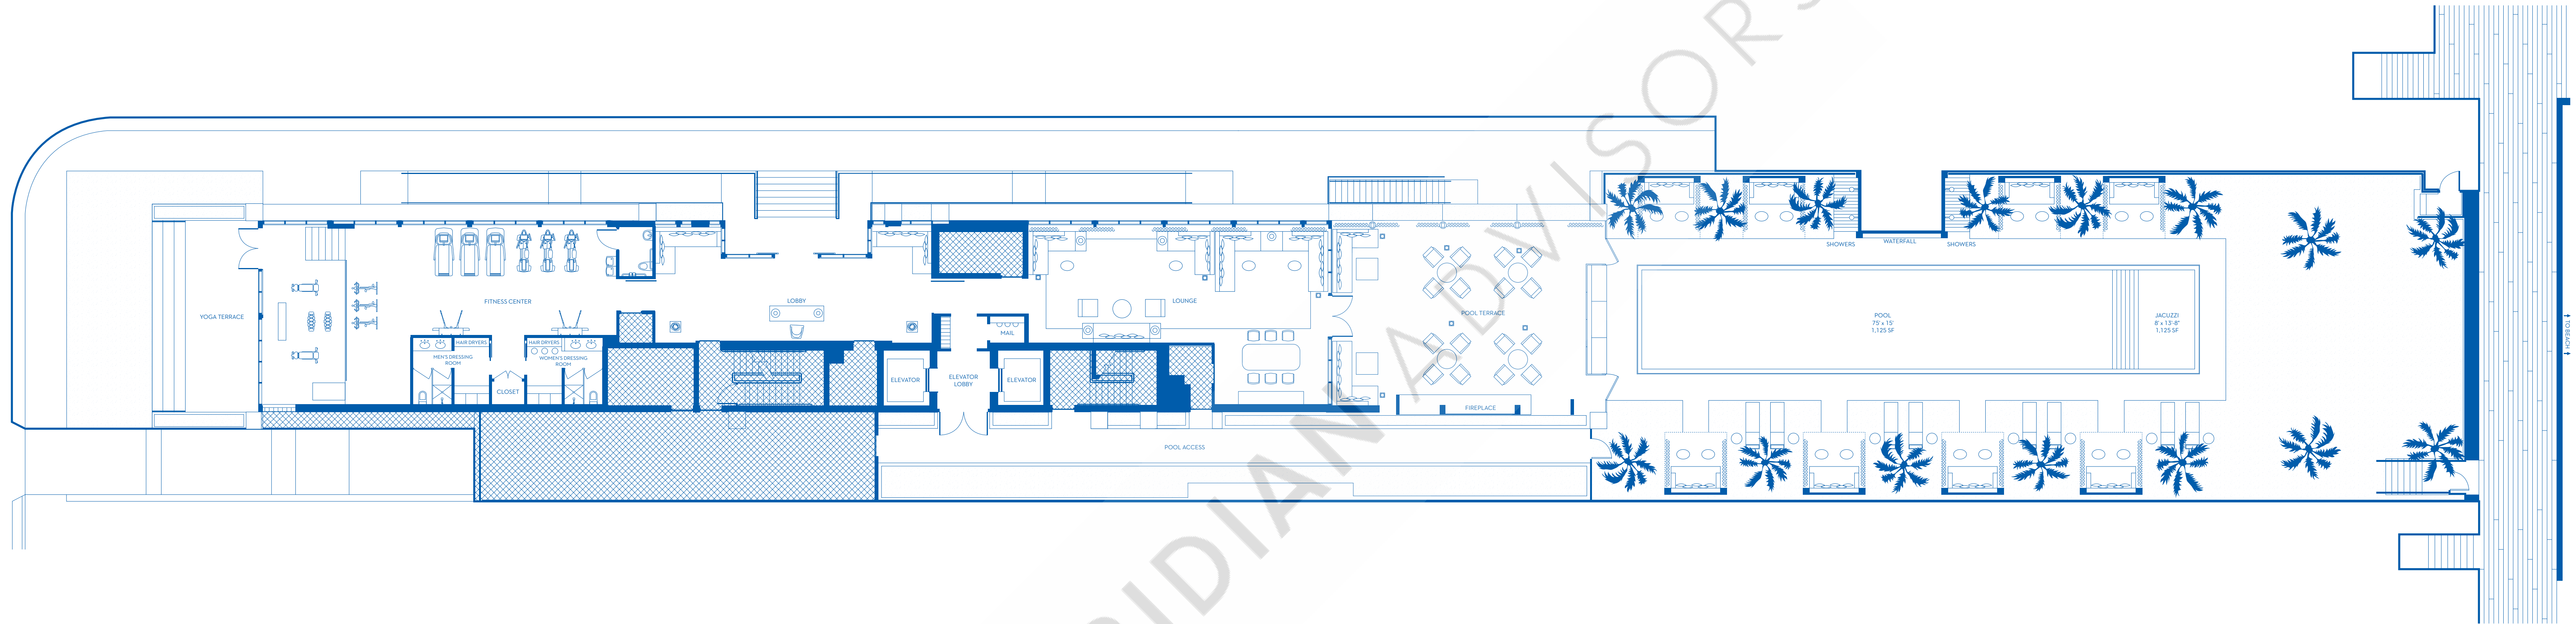 YOGA TERRACE
FITNESS CENTER
MEN'S DRESSING
ROOM
HAIR DRYERS
HAIR DRYERS
WOMEN'S DRESSING
ROOM
CLOSET
LOBBY
ELEVATOR
ELEVATOR
LOBBY
ELEVATOR
MAIL
LOUNGE
POOL TERRACE
FIREPLACE
POOL ACCESS
SHOWERS
WATERFALL
SHOWERS
POOL
75' x 15'
1,125 SF
JACUZZI
8' x 13'-8"
1,125 SF
TO BEACH
RIDIAN ADVISORS